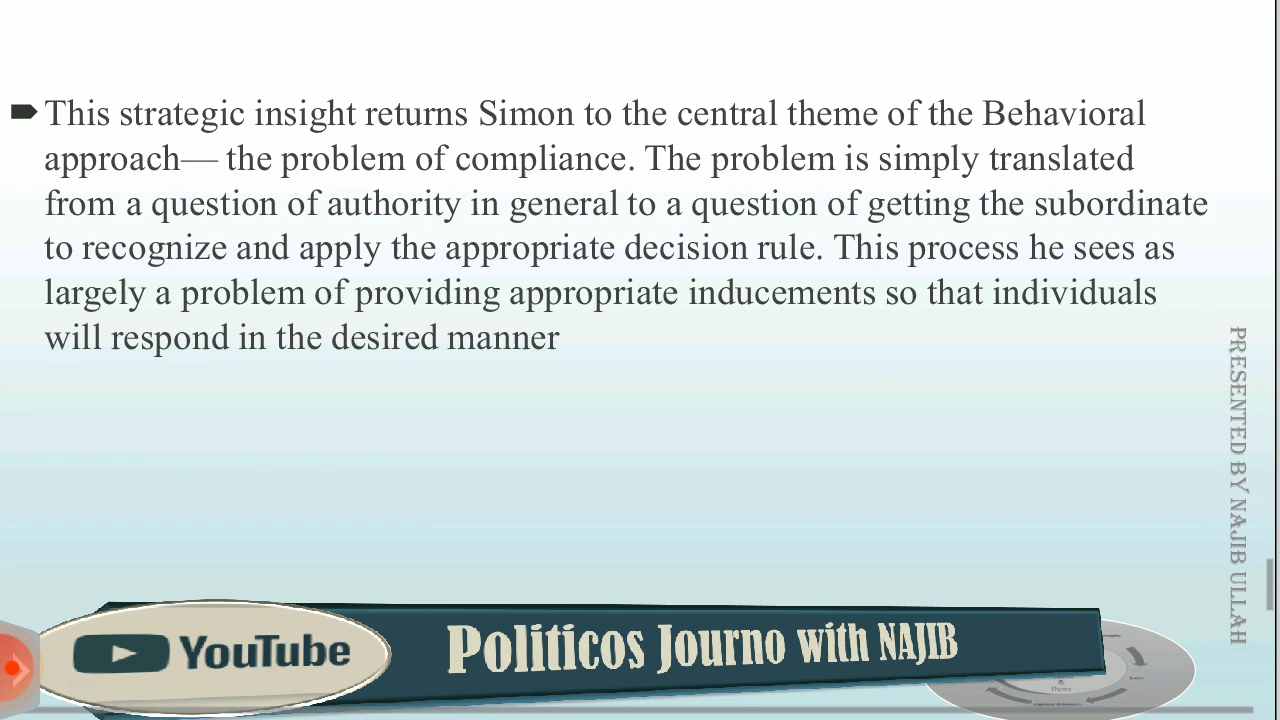 This strategic insight returns Simon to the central theme of the Behavioral
approach— the problem of compliance. The problem is simply translated
from a question of authority in general to a question of getting the subordinate
to recognize and apply the appropriate decision rule. This process he sees as
largely a problem of providing appropriate inducements so that individuals
will respond in the desired manner
PRESENTED BY NAJIB ULLAH
YouTube
Politicos Journo with NAJIB